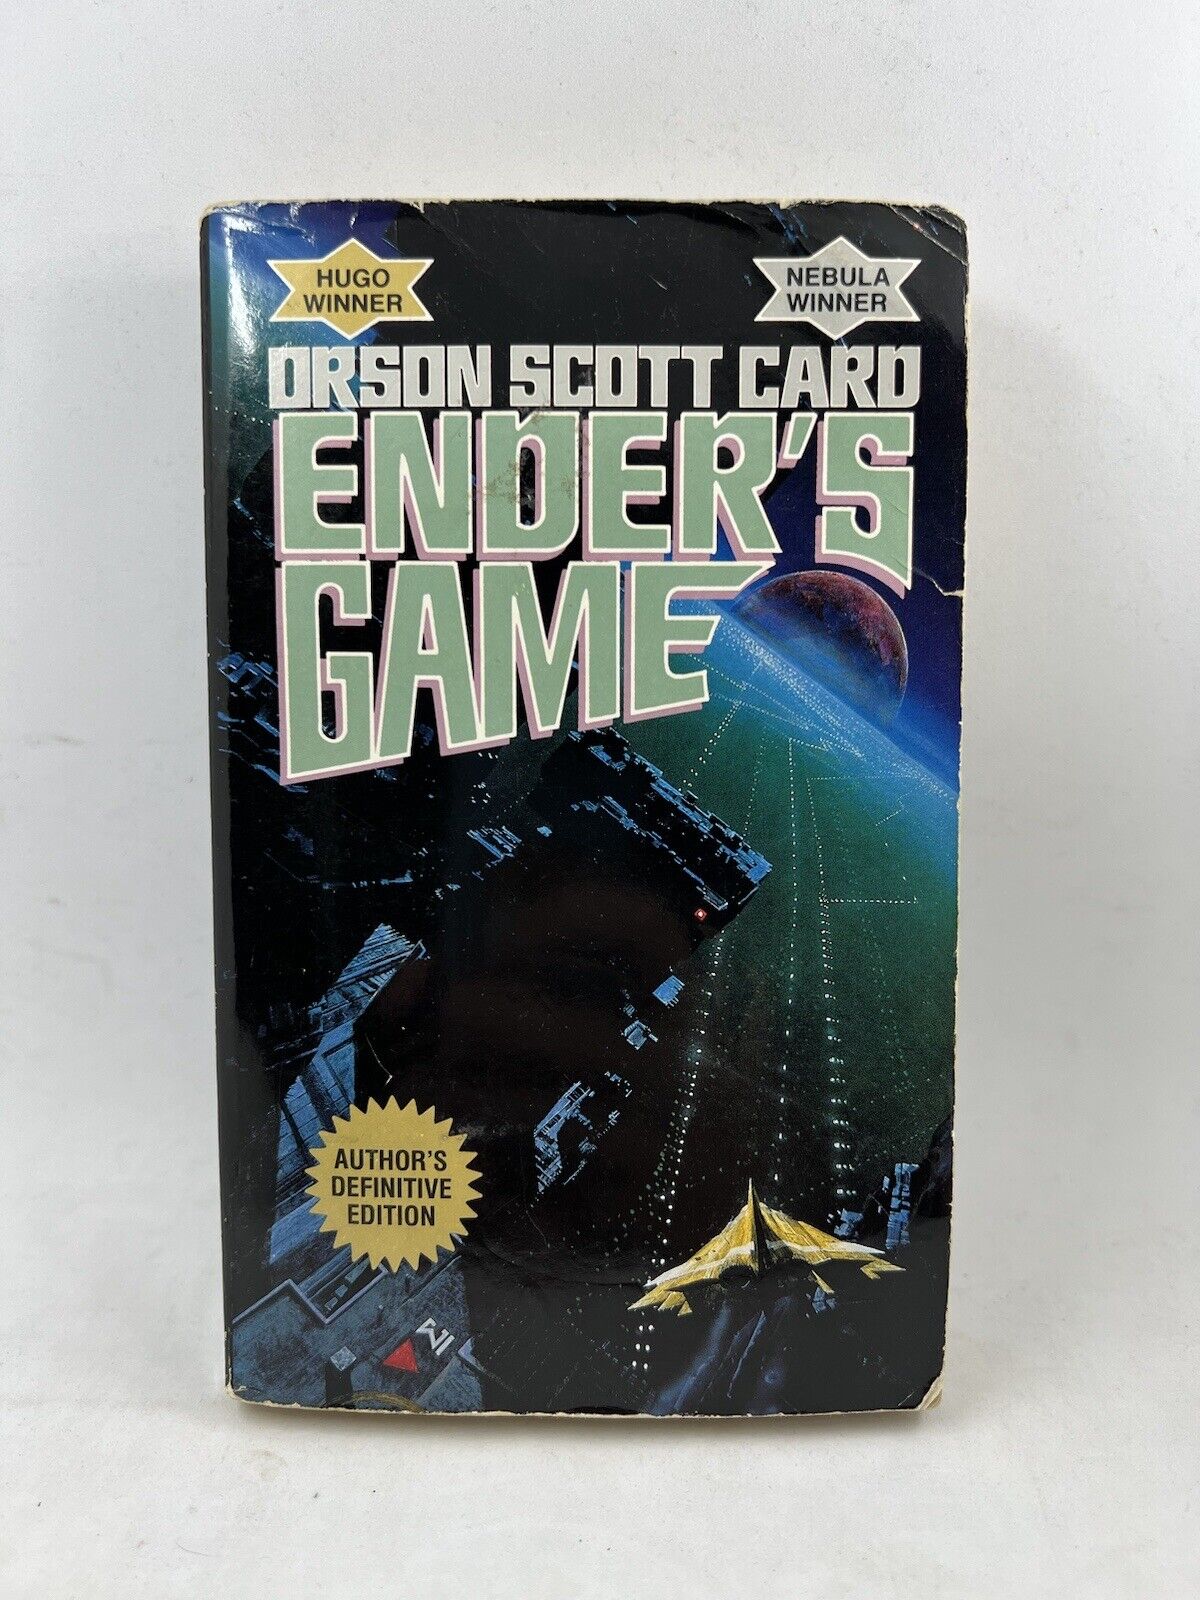 HUGO
WINNER
NEBULA
WINNER
ORSON SCOTT CARD
ENDER'S
GAME
AUTHOR'S
DEFINITIVE
EDITION